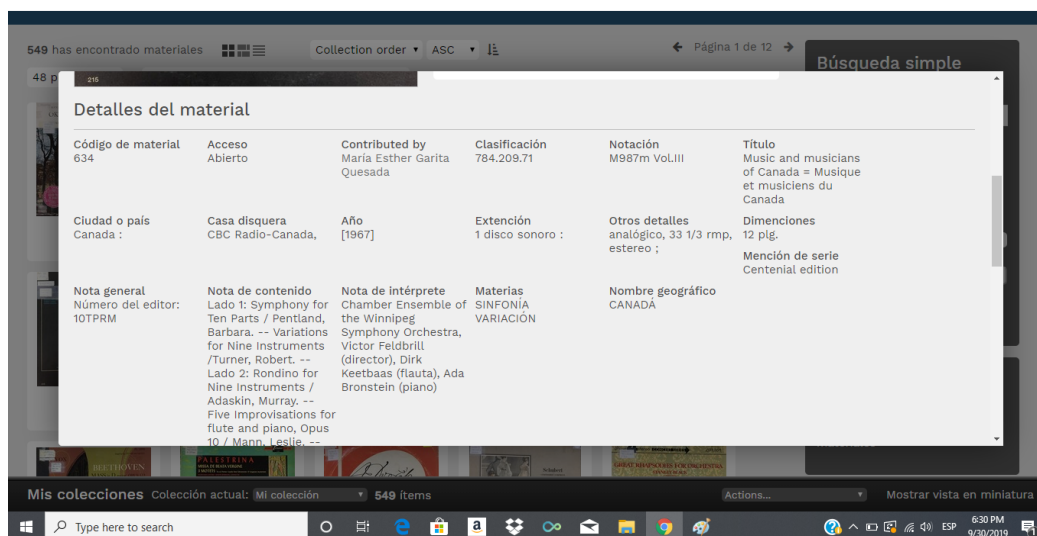 549 has encontrado materiales
Collection order
ASC
Página 1 de 12
Búsqueda simple
48 p
215
Detalles del material
Código de material
634
Acceso
Abierto
Contributed by
María Esther Garita
Quesada
Clasificación
784.209.71
Notación
M987m Vol.III
Título
Music and musicians
of Canada = Musique
et musiciens du
Canada
Ciudad o país
Canada :
Casa disquera
CBC Radio-Canada,
Año
[1967]
Extención
1 disco sonoro :
Otros detalles
analógico, 33 1/3 rmp,
estereo ;
Dimenciones
12 plg.
Mención de serie
Centenial edition
Nota general
Número del editor:
10TPRM
Nota de contenido
Lado 1: Symphony for
Ten Parts / Pentland,
Barbara. -- Variations
for Nine Instruments
/Turner, Robert. --
Lado 2: Rondino for
Nine Instruments /
Adaskin, Murray. --
Five Improvisations for
flute and piano, Opus
10 / Mann, Leslie. --
Nota de intérprete
Chamber Ensemble of
the Winnipeg
Symphony Orchestra,
Victor Feldbrill
(director), Dirk
Keetbaas (flauta), Ada
Bronstein (piano)
Materias
SINFONÍA
VARIACIÓN
Nombre geográfico
CANADÁ
BEETHOVEN
PALESTRINA
Schubert
GREAT RHAPSODIES FOR ORCHESTRA
Mis colecciones Colección actual: Mi colección
549 ítems
Actions...
Mostrar vista en miniatura
Type here to search
ESP
6:30 PM
9/30/2019